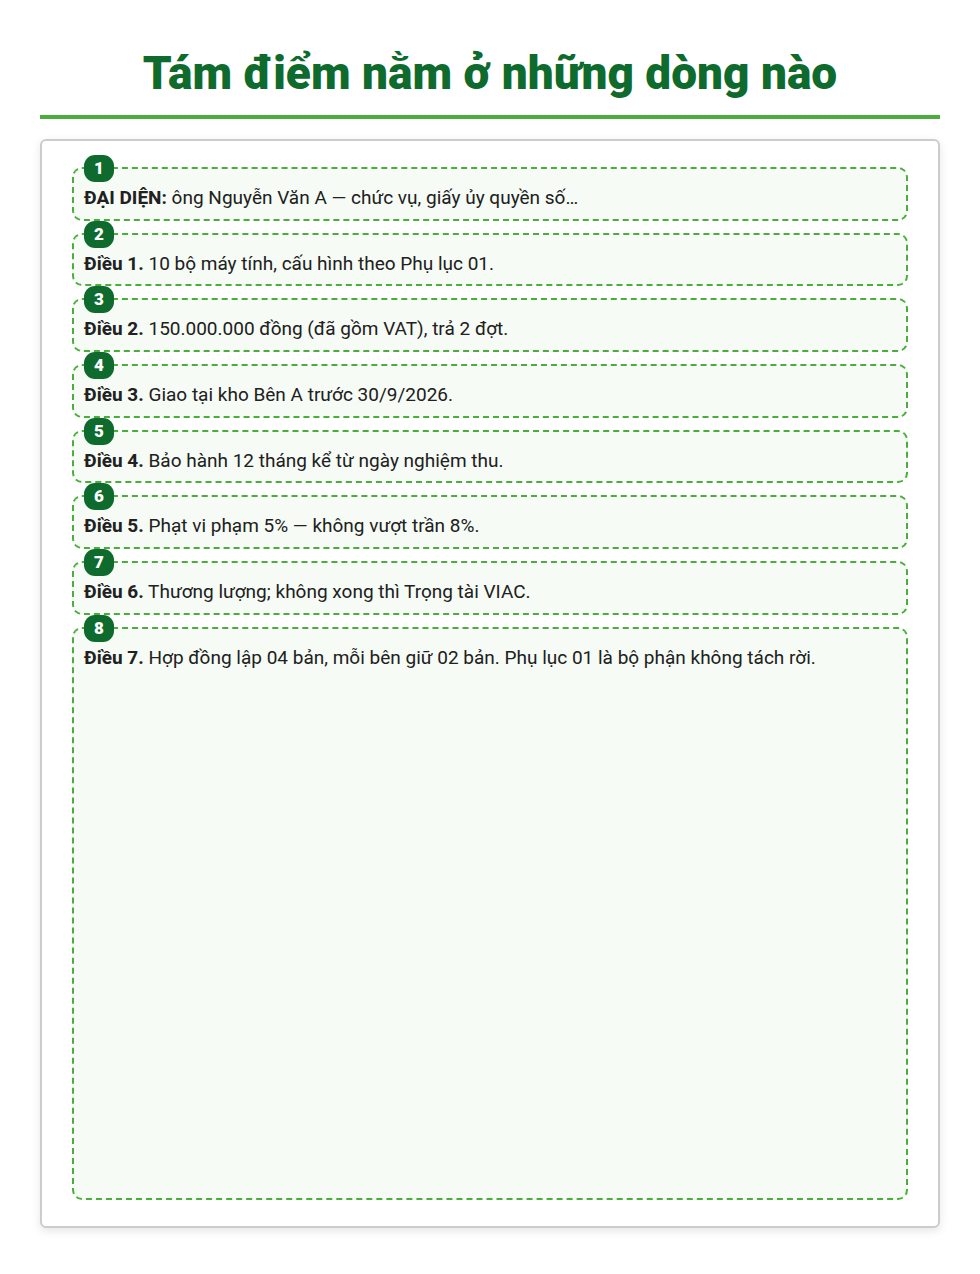 Tám điểm nằm ở những dòng nào
1
ĐẠI DIỆN: ông Nguyễn Văn A — chức vụ, giấy ủy quyền số…
2
Điều 1. 10 bộ máy tính, cấu hình theo Phụ lục 01.
3
Điều 2. 150.000.000 đồng (đã gồm VAT), trả 2 đợt.
4
Điều 3. Giao tại kho Bên A trước 30/9/2026.
5
Điều 4. Bảo hành 12 tháng kể từ ngày nghiệm thu.
6
Điều 5. Phạt vi phạm 5% — không vượt trần 8%.
7
Điều 6. Thương lượng; không xong thì Trọng tài VIAC.
8
Điều 7. Hợp đồng lập 04 bản, mỗi bên giữ 02 bản. Phụ lục 01 là bộ phận không tách rời.